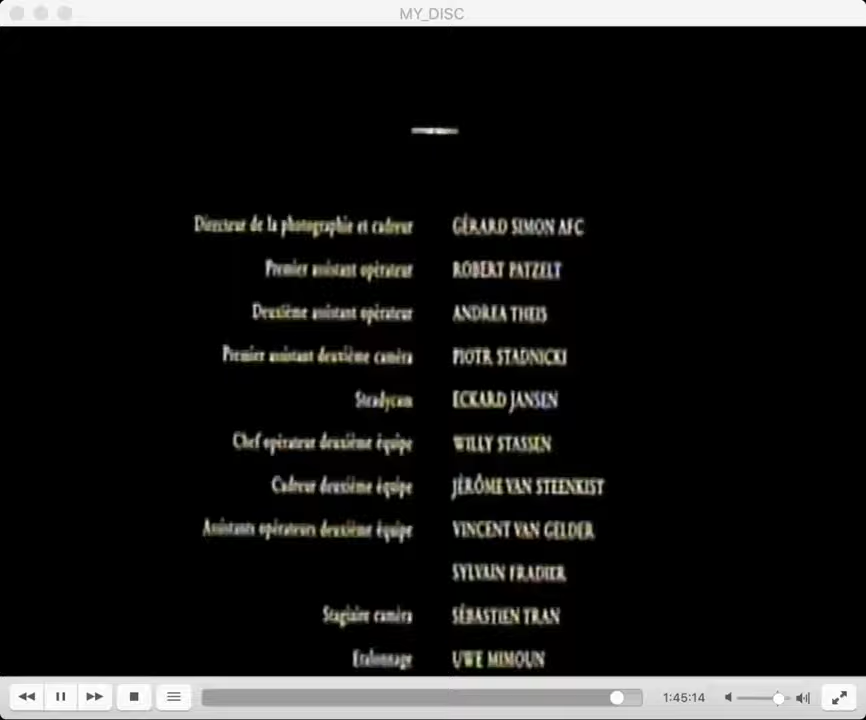 MY_DISC
Directeur de la photographie et cadreur GÉRARD SIMON AFC
Premier assistant opérateur ROBERT PATZELT
Deuxième assistant opérateur ANDREA THEIS
Premier assistant deuxième caméra PIOTR STADNICKI
Steadycam ECKARD JANSEN
Chef opérateur deuxième équipe WILLY STASSEN
Cadreur deuxième équipe JÉRÔME VAN STEENKIST
Assistants opérateurs deuxième équipe VINCENT VAN GELDER
SYLVAIN FRADIER
Stagiaire caméra SÉBASTIEN TRAN
Etalonnage UWE MIMOUN
1:45:14